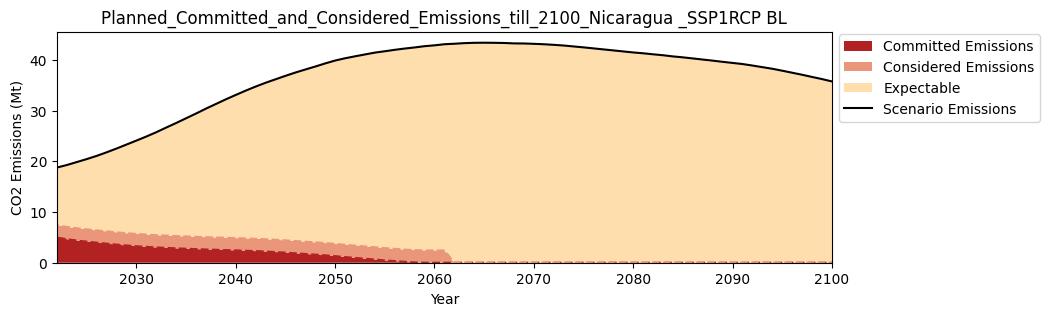 Planned_Committed_and_Considered_Emissions_till_2100_Nicaragua _SSP1RCP BL
CO2 Emissions (Mt)
40
30
20
10
0
2030 2040 2050 2060 2070 2080 2090 2100
Year
Committed Emissions
Considered Emissions
Expectable
Scenario Emissions